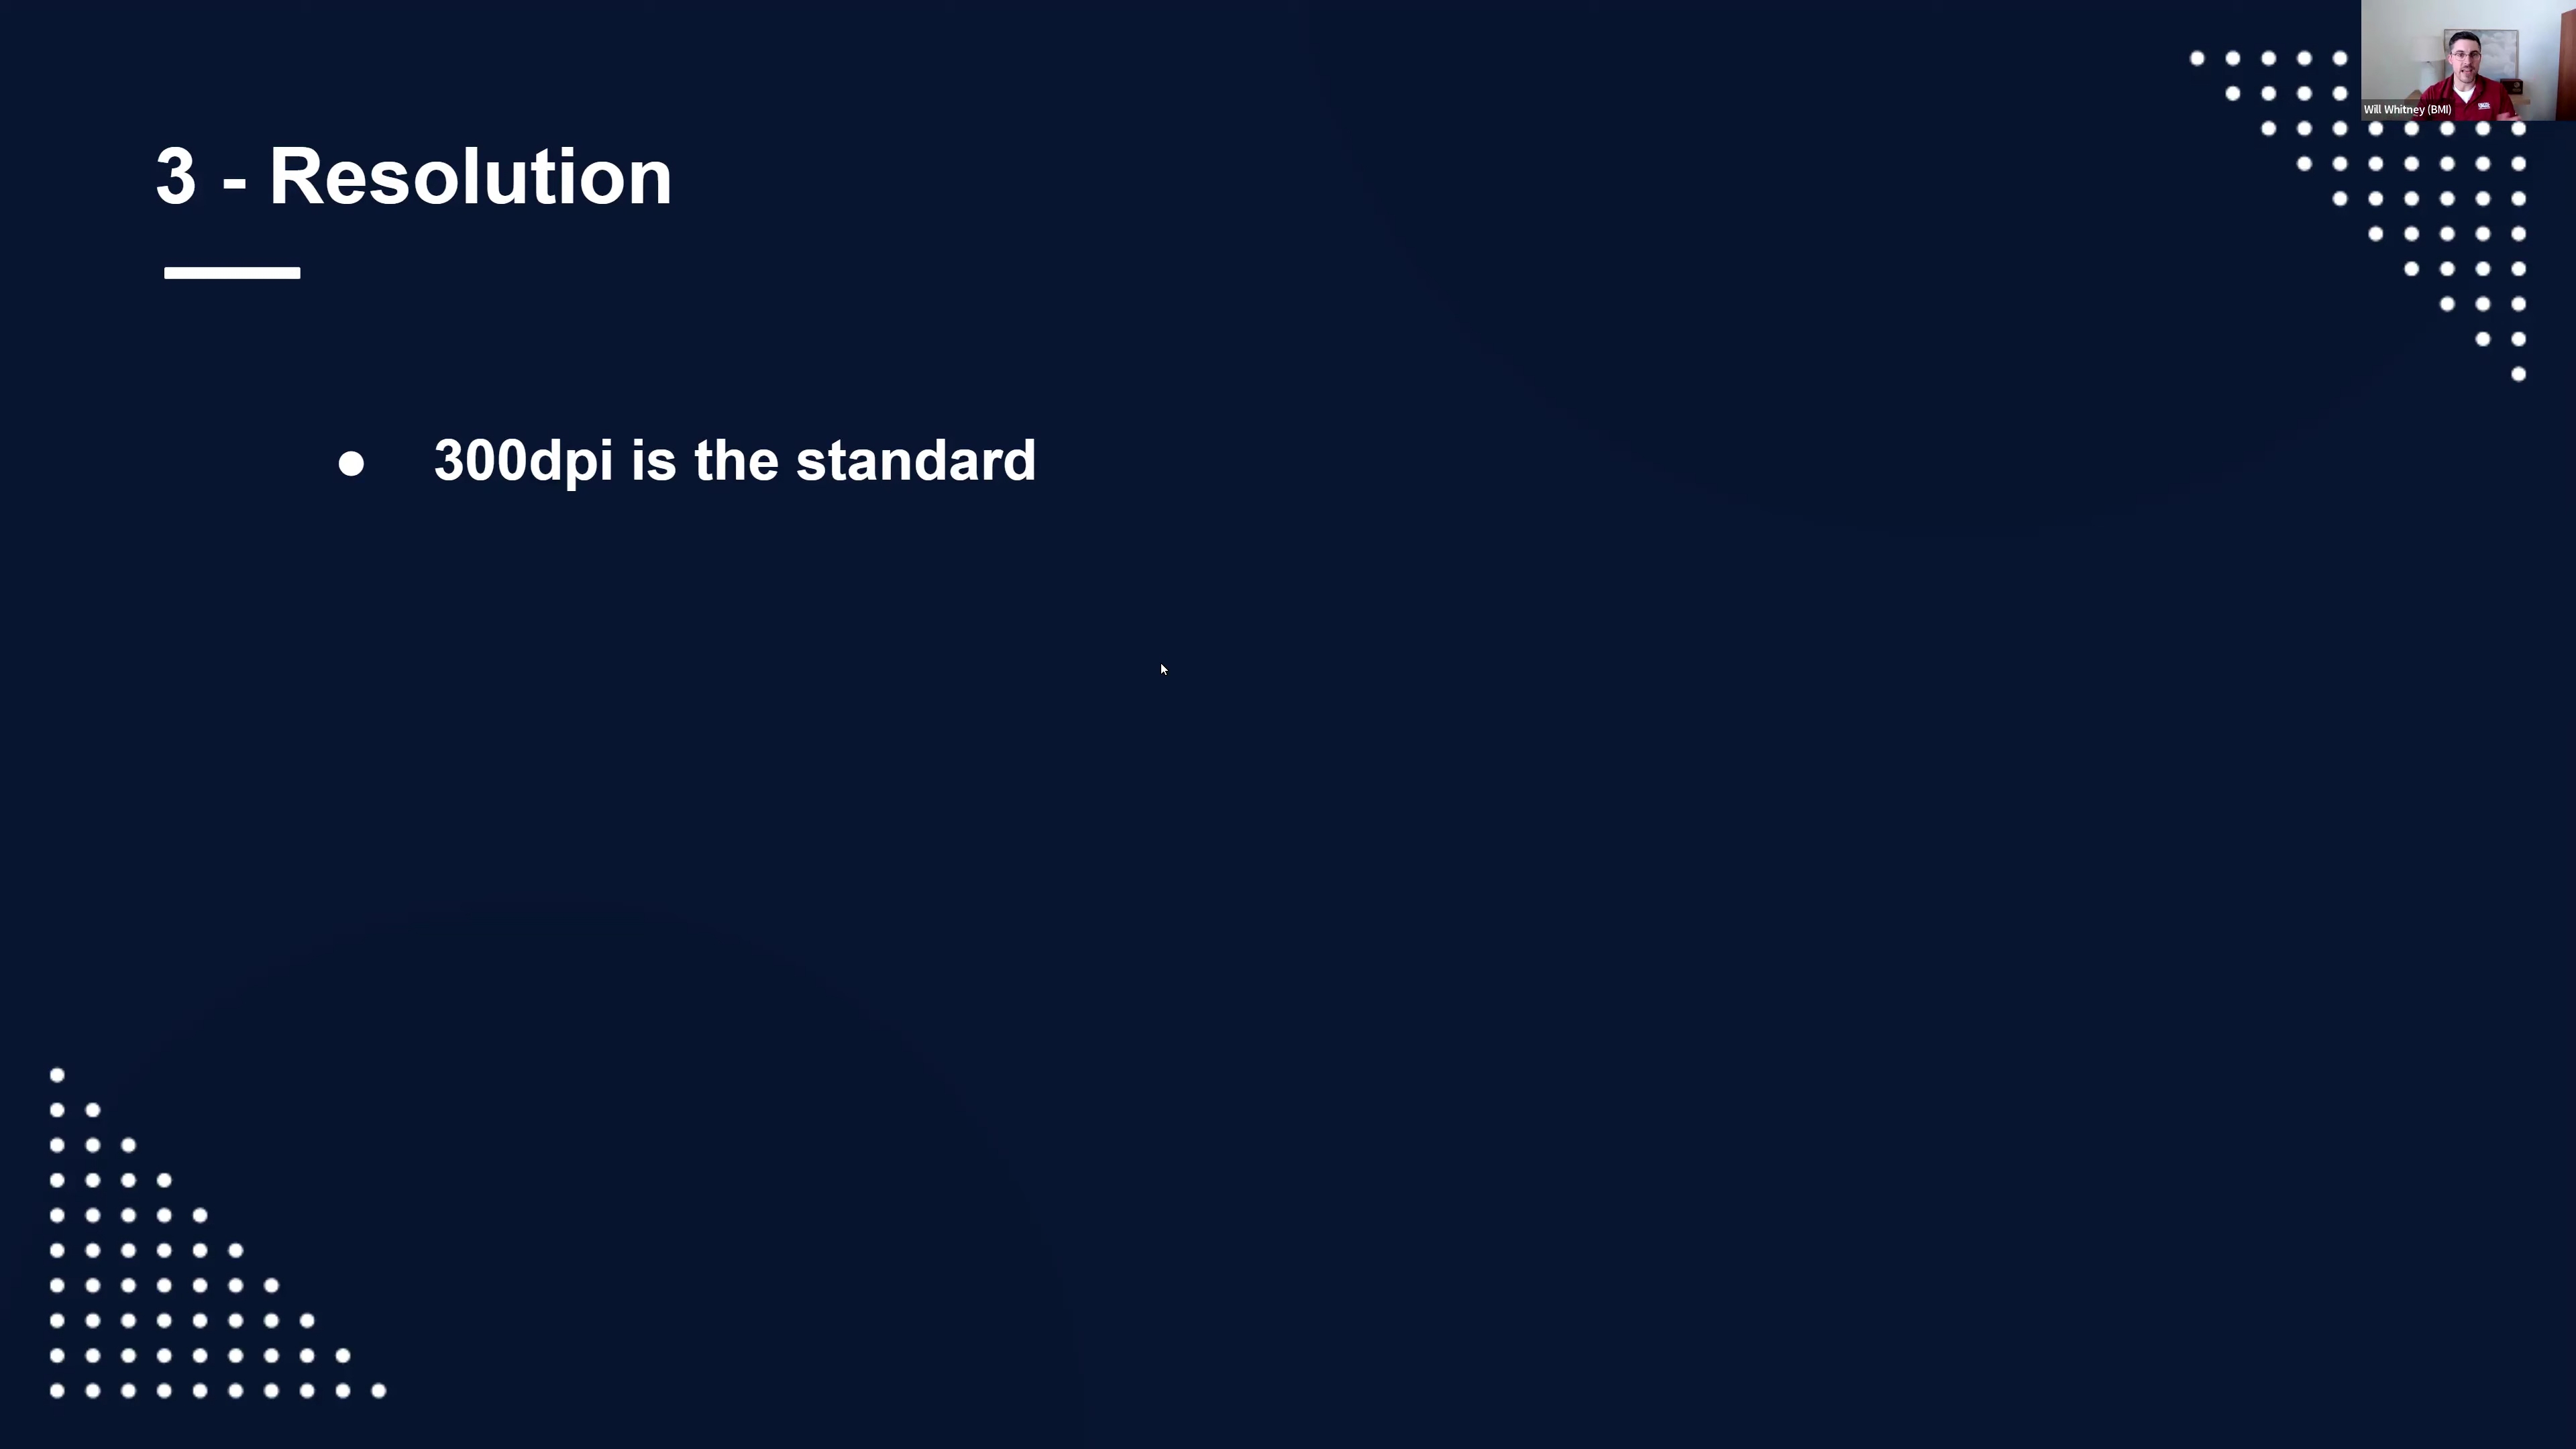 3 - Resolution
Will Whitney (BMI)
● 300dpi is the standard